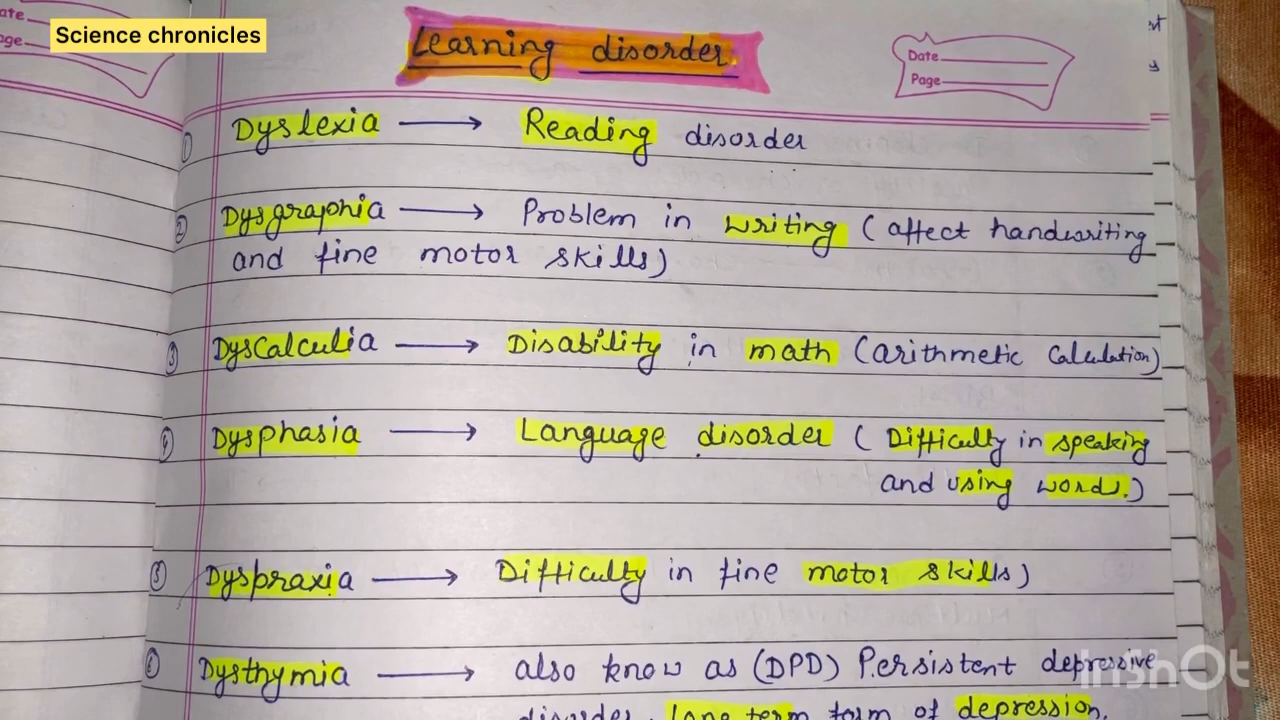 ate
Science chronicles
age
Learning disorder
Date
Page
① Dyslexia → Reading disorder
② Dysgraphia → Problem in writing (affect handwriting
and fine motor skills)
③ Dyscalculia → Disability in math (arithmetic Calculation)
④ Dysphasia → Language disorder (Difficulty in speaking
and using words.)
⑤ Dyspraxia → Difficulty in fine motor skills)
⑥ Dysthymia → also know as (DPD) Persistent depressive
disorder. long term form of depression.
InShOt